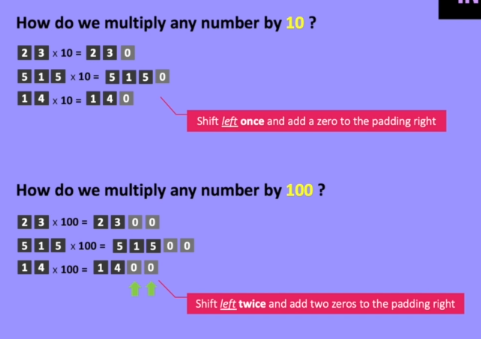 How do we multiply any number by 10 ?
2 3 x 10 = 2 3 0
5 1 5 x 10 = 5 1 5 0
1 4 x 10 = 1 4 0
Shift left once and add a zero to the padding right
How do we multiply any number by 100 ?
2 3 x 100 = 2 3 0 0
5 1 5 x 100 = 5 1 5 0 0
1 4 x 100 = 1 4 0 0
Shift left twice and add two zeros to the padding right